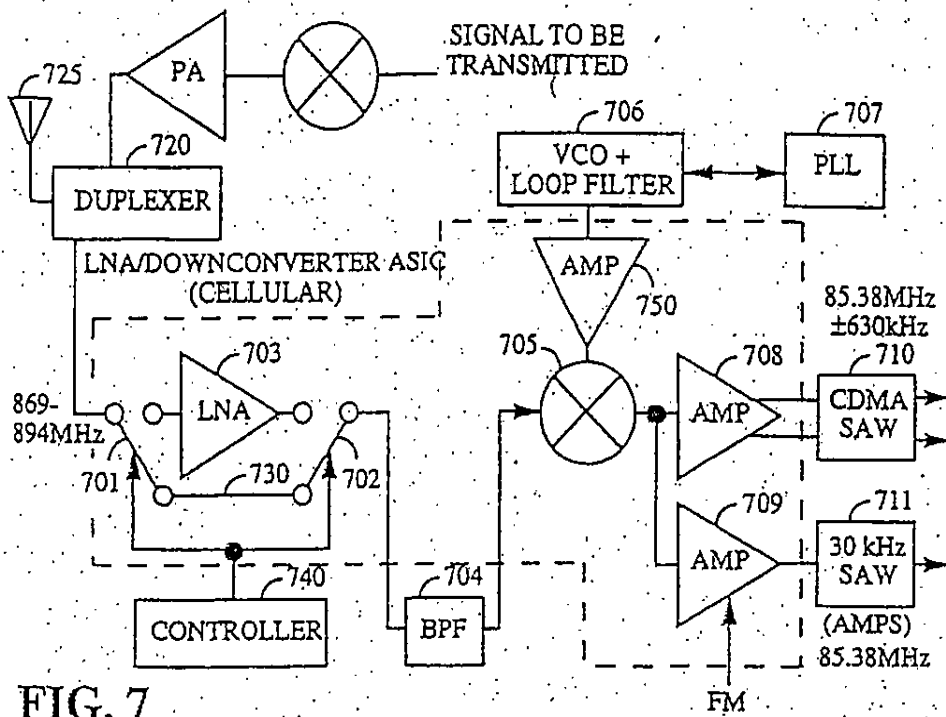 SIGNAL TO BE
TRANSMITTED
725
PA
720
DUPLEXER
706
VCO +
LOOP FILTER
707
PLL
LNA/DOWNCONVERTER ASIC
(CELLULAR)
AMP
750
85.38MHz
±630kHz
703
LNA
705
708
AMP
710
CDMA
SAW
869-
894MHz
701
730
702
709
AMP
711
30 kHz
SAW
(AMPS)
85.38MHz
740
CONTROLLER
704
BPF
FM
FIG. 7